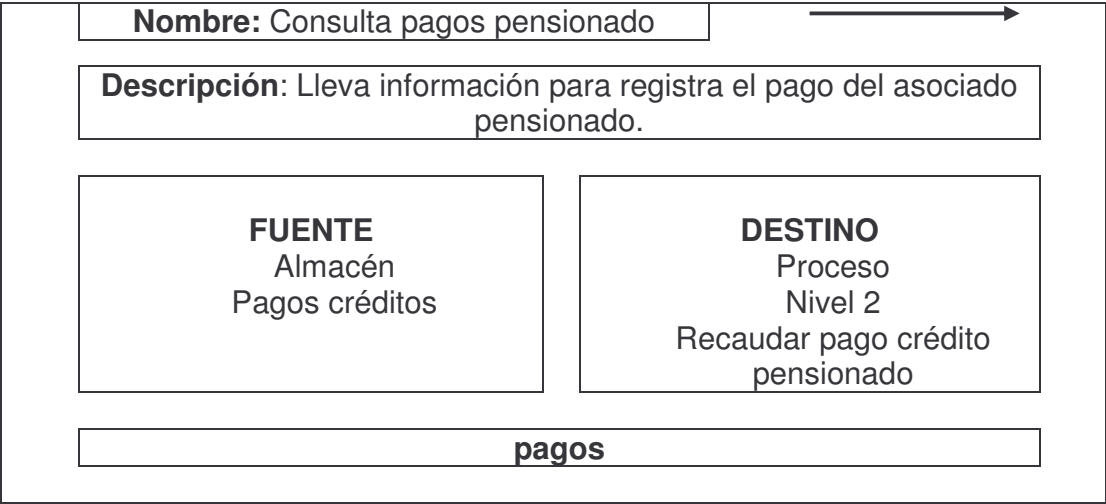 Nombre: Consulta pagos pensionado
Descripción: Lleva información para registra el pago del asociado
pensionado.
FUENTE
Almacén
Pagos créditos
DESTINO
Proceso
Nivel 2
Recaudar pago crédito
pensionado
pagos